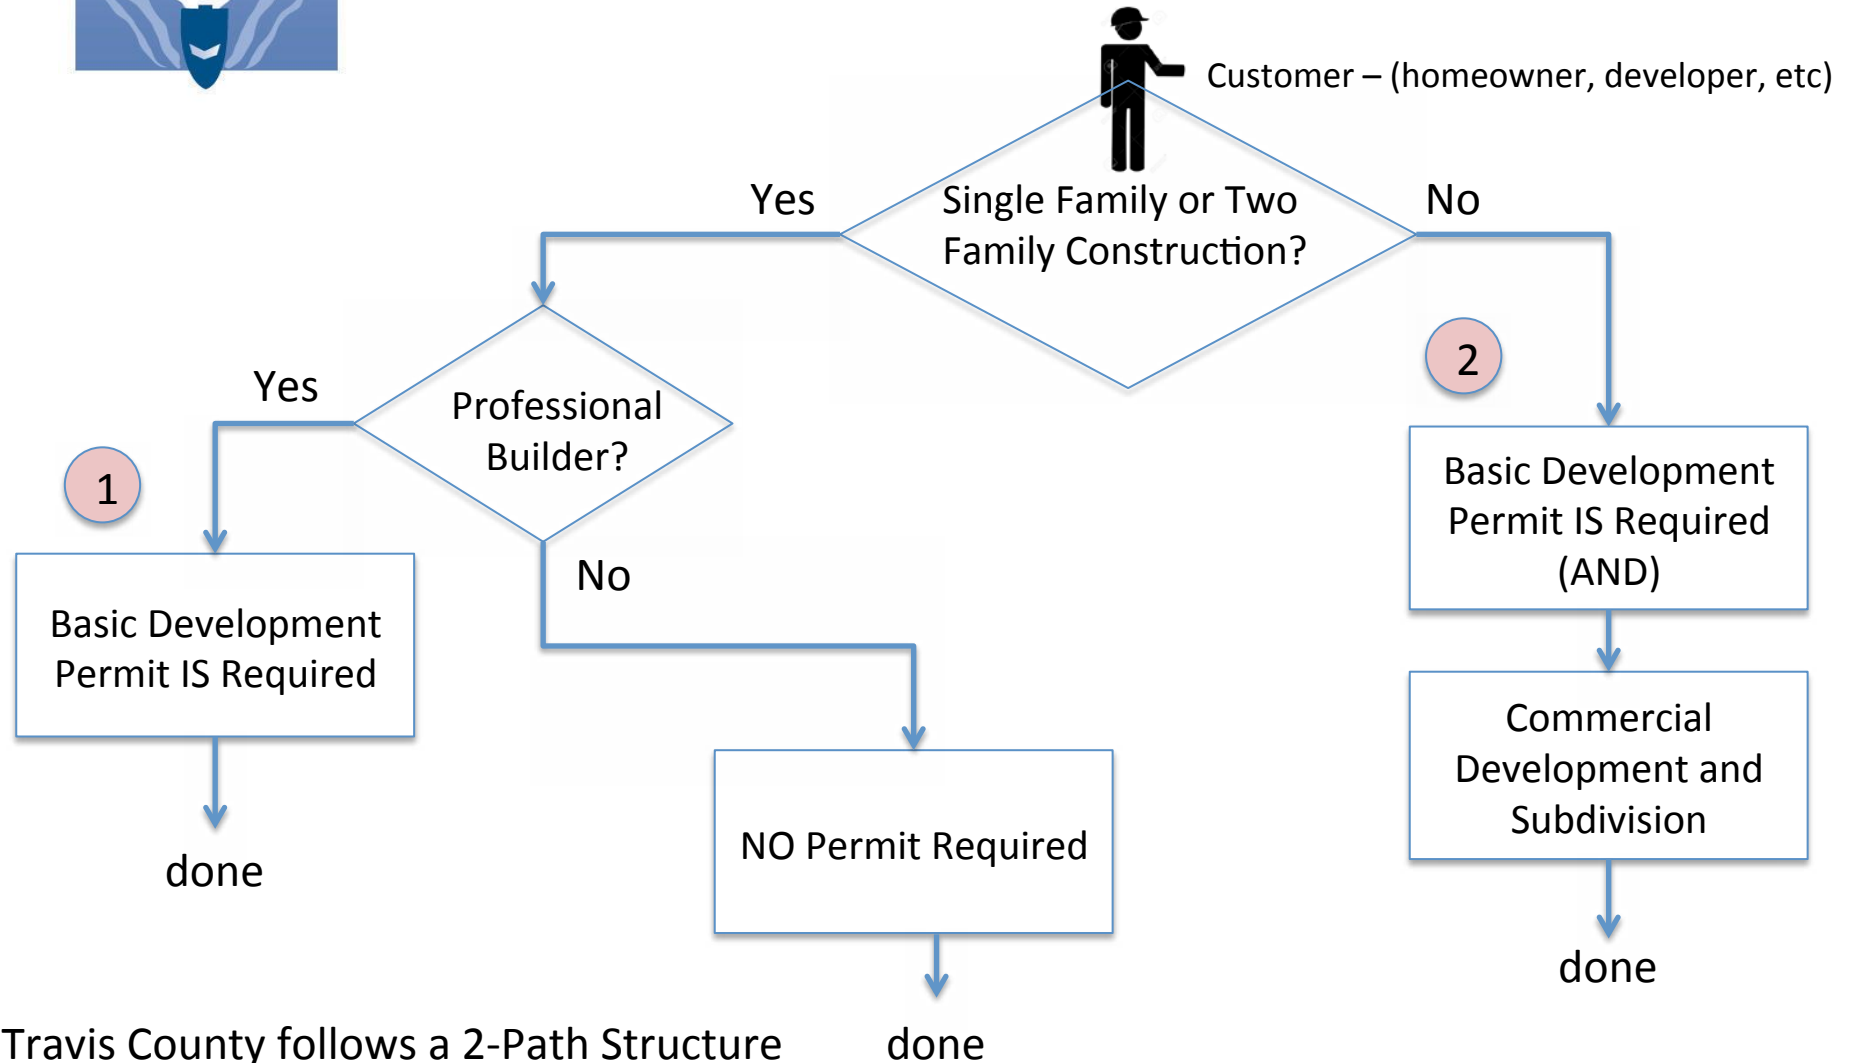 Customer – (homeowner, developer, etc)
Yes
Single Family or Two
Family Construction?
No
2
Yes
Professional
Builder?
1
No
Basic Development
Permit IS Required
(AND)
Basic Development
Permit IS Required
Commercial
Development and
Subdivision
NO Permit Required
done
done
Travis County follows a 2-Path Structure
done